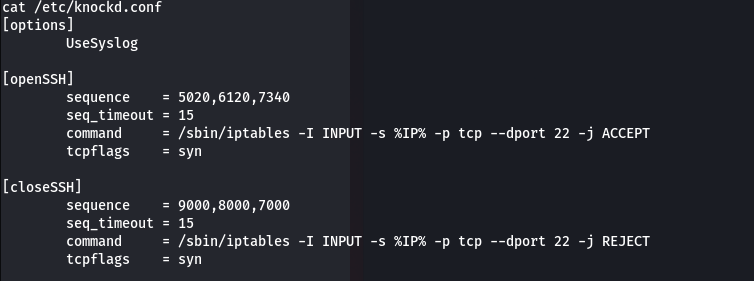 cat /etc/knockd.conf
[options]
        UseSyslog

[openSSH]
        sequence    = 5020,6120,7340
        seq_timeout = 15
        command     = /sbin/iptables -I INPUT -s %IP% -p tcp --dport 22 -j ACCEPT
        tcpflags    = syn

[closeSSH]
        sequence    = 9000,8000,7000
        seq_timeout = 15
        command     = /sbin/iptables -I INPUT -s %IP% -p tcp --dport 22 -j REJECT
        tcpflags    = syn